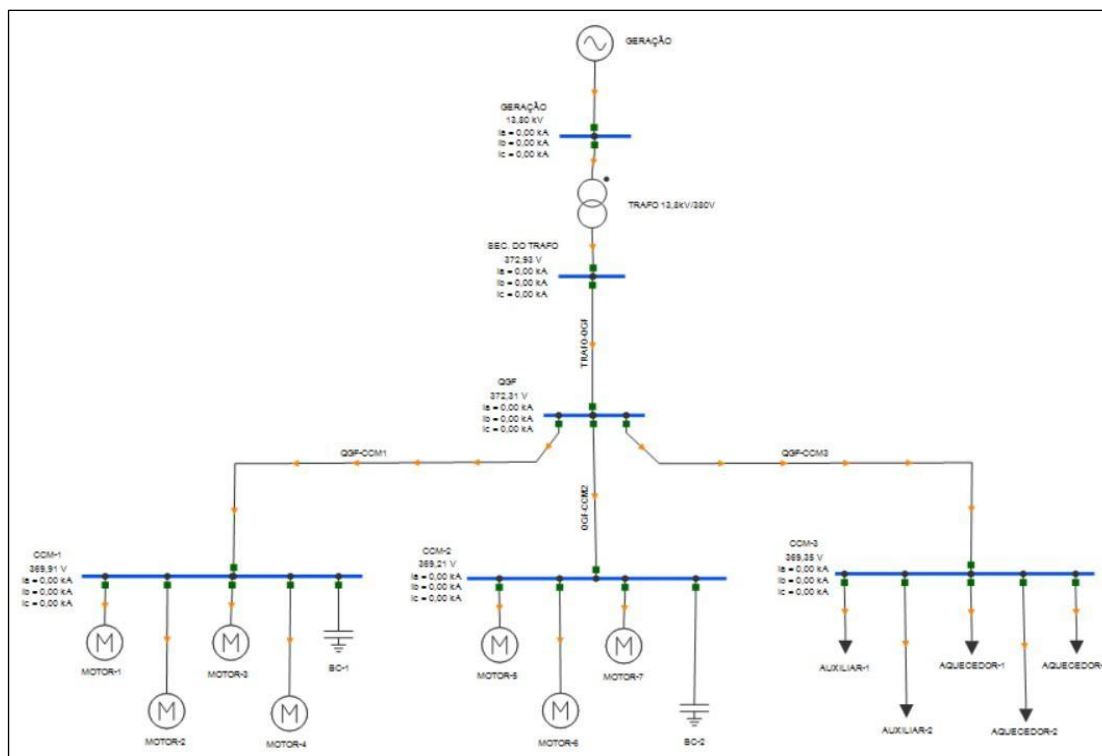 GERAÇÃO
GERAÇÃO
13,80 kV
Ia = 0,00 kA
Ib = 0,00 kA
Ic = 0,00 kA
TRAFO 13,8kV/380V
SEC. DO TRAFO
372,93 V
Ia = 0,00 kA
Ib = 0,00 kA
Ic = 0,00 kA
TRAFO-QGF
QGF
372,31 V
Ia = 0,00 kA
Ib = 0,00 kA
Ic = 0,00 kA
QGF-CCM1
QGF-CCM2
QGF-CCM3
CCM-1
369,91 V
Ia = 0,00 kA
Ib = 0,00 kA
Ic = 0,00 kA
MOTOR-1
MOTOR-2
MOTOR-3
MOTOR-4
BC-1
CCM-2
369,21 V
Ia = 0,00 kA
Ib = 0,00 kA
Ic = 0,00 kA
MOTOR-5
MOTOR-6
MOTOR-7
BC-2
CCM-3
369,35 V
Ia = 0,00 kA
Ib = 0,00 kA
Ic = 0,00 kA
AUXILIAR-1
AUXILIAR-2
AQUECEDOR-1
AQUECEDOR-2
AQUECEDOR-